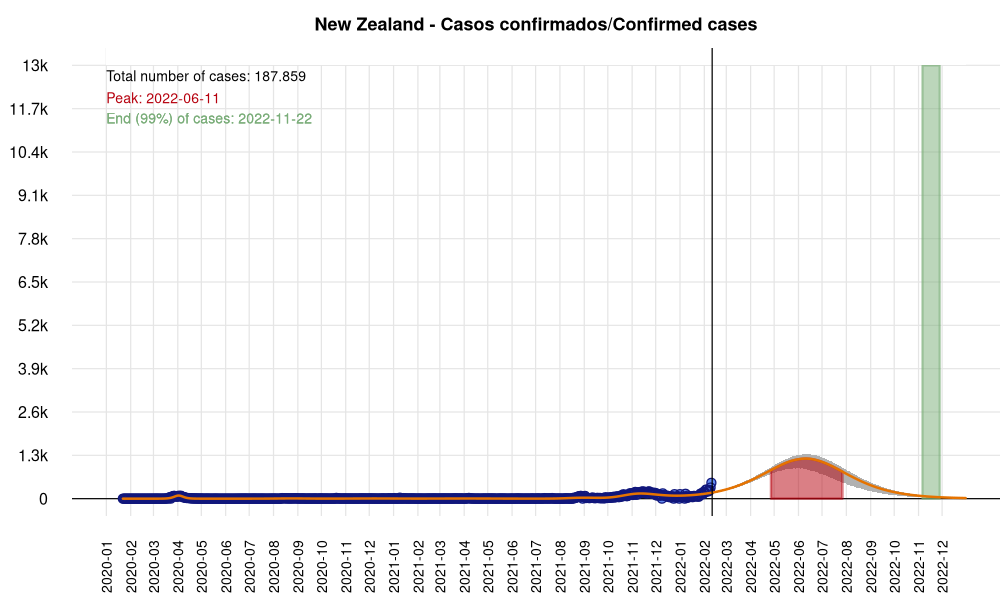 New Zealand - Casos confirmados/Confirmed cases
Total number of cases: 187.859
Peak: 2022-06-11
End (99%) of cases: 2022-11-22
13k
11.7k
10.4k
9.1k
7.8k
6.5k
5.2k
3.9k
2.6k
1.3k
0
2020-01
2020-02
2020-03
2020-04
2020-05
2020-06
2020-07
2020-08
2020-09
2020-10
2020-11
2020-12
2021-01
2021-02
2021-03
2021-04
2021-05
2021-06
2021-07
2021-08
2021-09
2021-10
2021-11
2021-12
2022-01
2022-02
2022-03
2022-04
2022-05
2022-06
2022-07
2022-08
2022-09
2022-10
2022-11
2022-12